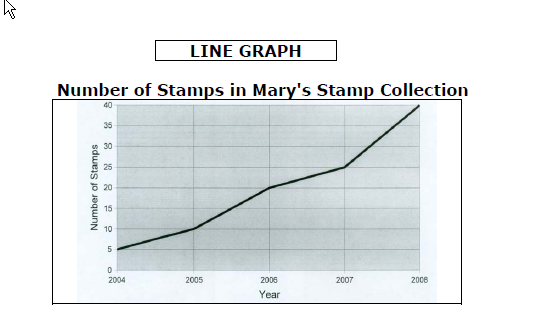 LINE GRAPH
Number of Stamps in Mary's Stamp Collection
40
35
30
25
20
15
10
5
0
Number of Stamps
2004 2005 2006 2007 2008
Year